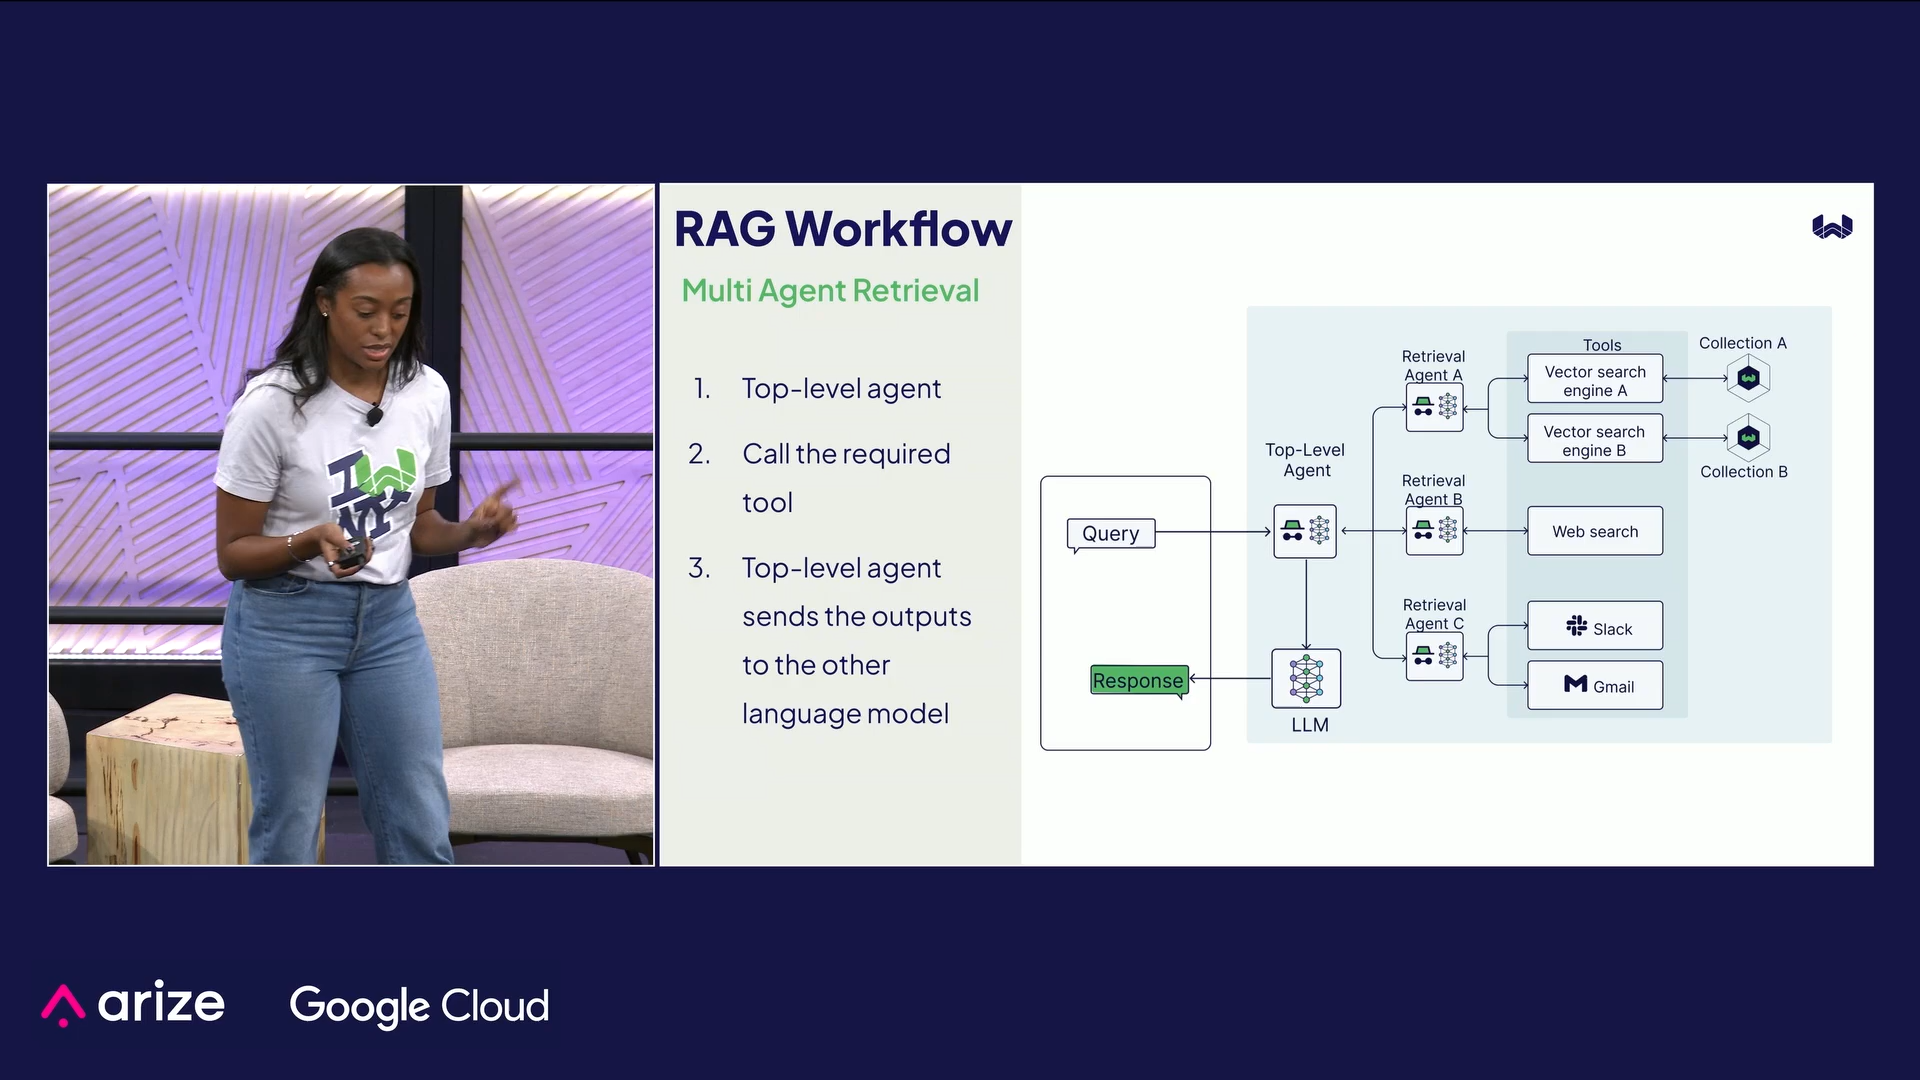 RAG Workflow
Multi Agent Retrieval
1. Top-level agent
2. Call the required
tool
3. Top-level agent
sends the outputs
to the other
language model
Query
Response
Top-Level
Agent
LLM
Retrieval
Agent A
Retrieval
Agent B
Retrieval
Agent C
Tools
Vector search
engine A
Vector search
engine B
Web search
Slack
Gmail
Collection A
Collection B
I
NY
arize
Google Cloud